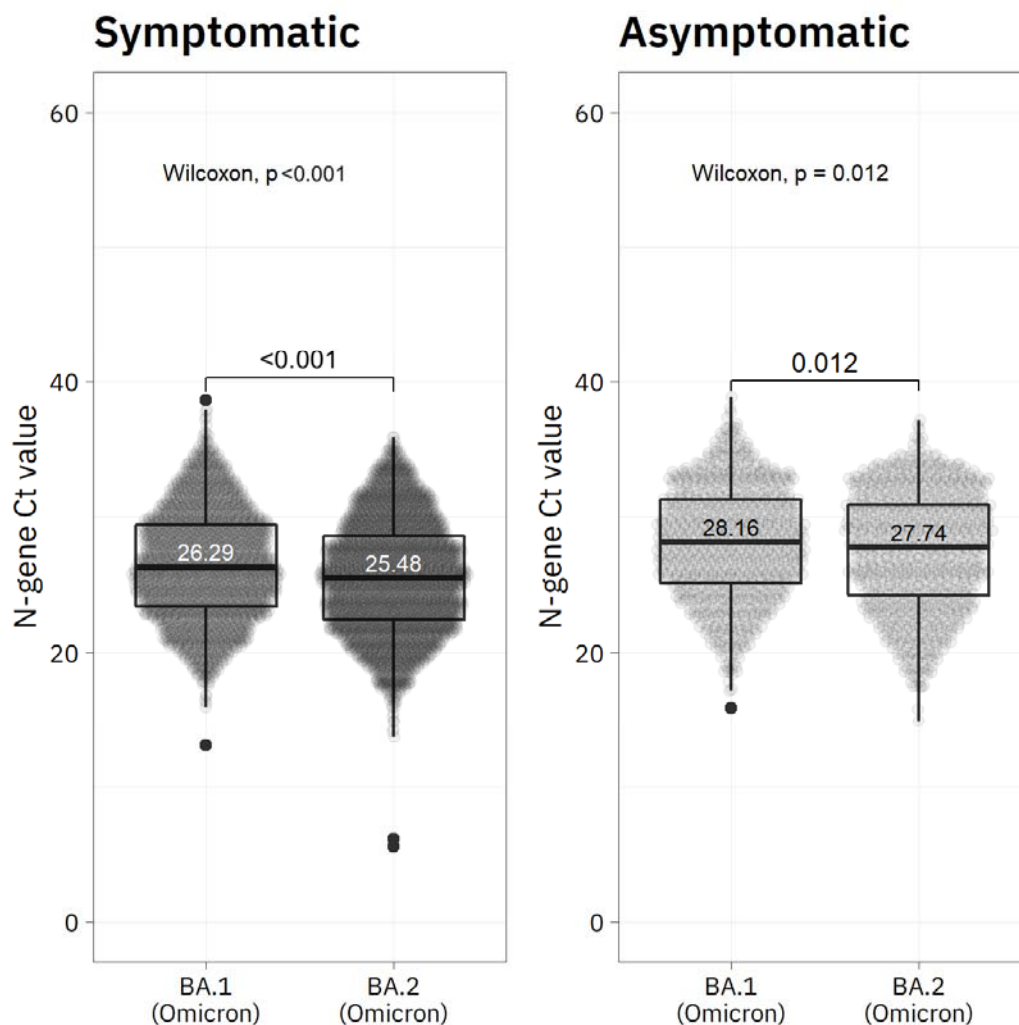 Symptomatic
60
Wilcoxon, p <0.001
<0.001
40
N-gene Ct value
26.29
25.48
20
0
BA.1
(Omicron)
BA.2
(Omicron)
Asymptomatic
60
Wilcoxon, p = 0.012
0.012
40
N-gene Ct value
28.16
27.74
20
0
BA.1
(Omicron)
BA.2
(Omicron)